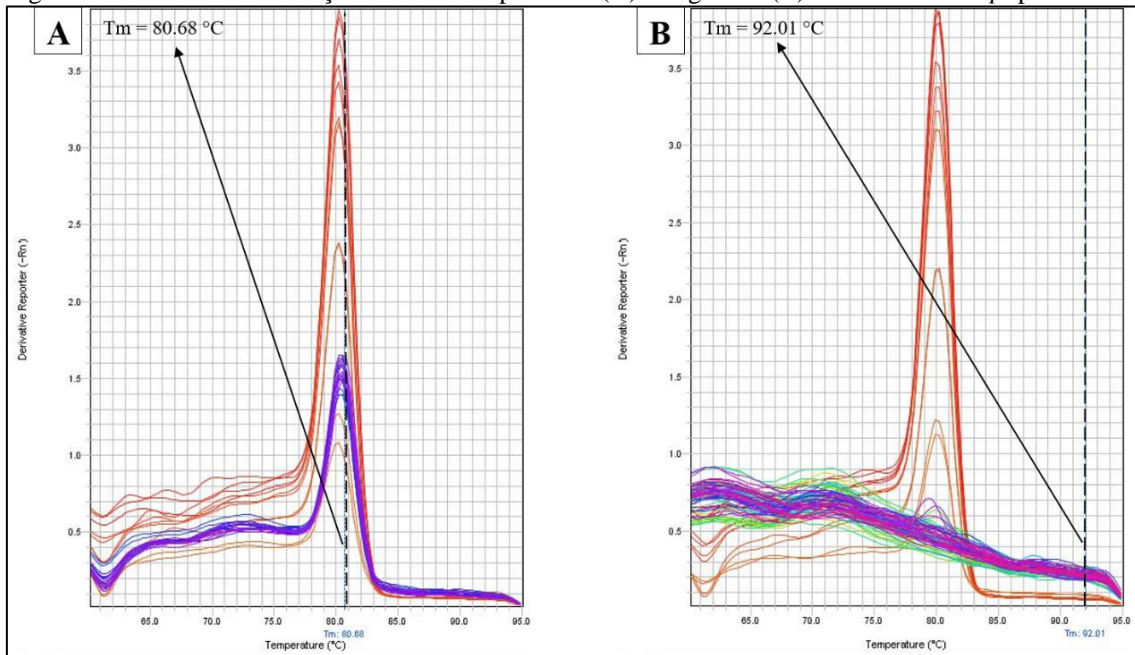 A
Tm = 80.68 °C
3.5
3.0
2.5
2.0
1.5
1.0
0.5
Derivative Reporter (-Rn')
65.0 70.0 75.0 80.0 85.0 90.0 95.0
Tm: 80.68
Temperature (°C)
B
Tm = 92.01 °C
3.5
3.0
2.5
2.0
1.5
1.0
0.5
Derivative Reporter (-Rn')
65.0 70.0 75.0 80.0 85.0 90.0 95.0
Tm: 92.01
Temperature (°C)